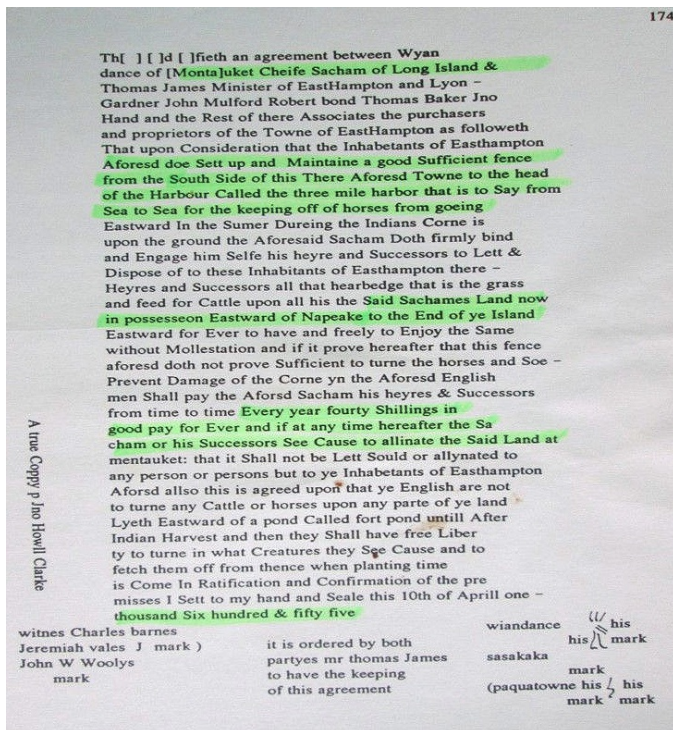 174
Th[ ] [ ]d [ ]fieth an agreement between Wyan
dance of [Monta]uket Cheife Sacham of Long Island &
Thomas James Minister of EastHampton and Lyon –
Gardner John Mulford Robert bond Thomas Baker Jno
Hand and the Rest of there Associates the purchasers
and proprietors of the Towne of EastHampton as followeth
That upon Consideration that the Inhabetants of Easthampton
Aforesd doe Sett up and Maintaine a good Sufficient fence
from the South Side of this There Aforesd Towne to the head
of the Harbour Called the three mile harbor that is to Say from
Sea to Sea for the keeping off of horses from goeing
Eastward In the Sumer Dureing the Indians Corne is
upon the ground the Aforesaid Sacham Doth firmly bind
and Engage him Selfe his heyre and Successors to Lett &
Dispose of to these Inhabitants of Easthampton there –
Heyres and Successors all that hearbedge that is the grass
and feed for Cattle upon all his the Said Sachames Land now
in possesseon Eastward of Napeake to the End of ye Island
Eastward for Ever to have and freely to Enjoy the Same
without Mollestation and if it prove hereafter that this fence
aforesd doth not prove Sufficient to turne the horses and Soe –
Prevent Damage of the Corne yn the Aforesd English
men Shall pay the Aforsd Sacham his heyres & Successors
from time to time Every year fourty Shillings in
good pay for Ever and if at any time hereafter the Sa
cham or his Successors See Cause to allinate the Said Land at
mentauket: that it Shall not be Lett Sould or allynated to
any person or persons but to ye Inhabetants of Easthampton
Aforsd allso this is agreed upon that ye English are not
to turne any Cattle or horses upon any parte of ye land
Lyeth Eastward of a pond Called fort pond untill After
Indian Harvest and then they Shall have free Liber
ty to turne in what Creatures they See Cause and to
fetch them off from thence when planting time
is Come In Ratification and Confirmation of the pre
misses I Sett to my hand and Seale this 10th of Aprill one –
thousand Six hundred & fifty five
A true Coppy p Jno Howll Clarke
witnes Charles barnes
Jeremiah vales J mark )
John W Woolys
mark
it is ordered by both
partyes mr thomas James
to have the keeping
of this agreement
wiandance his
his mark
sasakaka
mark
(paquatowne his his
mark mark